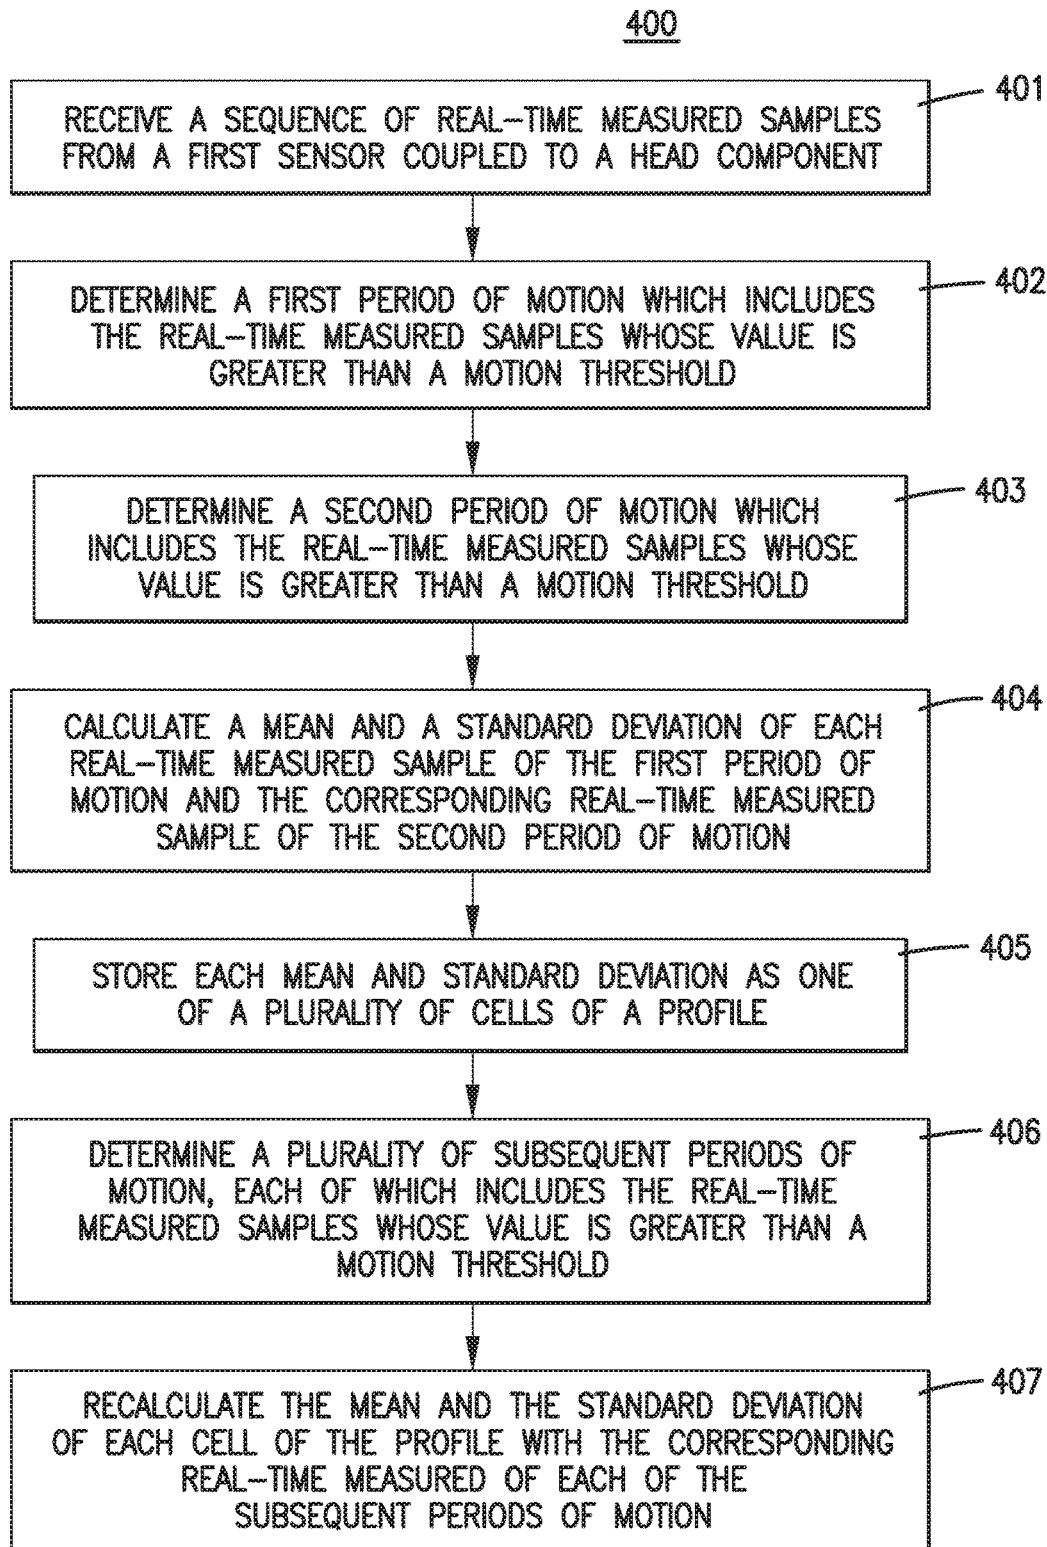 400
401
RECEIVE A SEQUENCE OF REAL-TIME MEASURED SAMPLES
FROM A FIRST SENSOR COUPLED TO A HEAD COMPONENT
402
DETERMINE A FIRST PERIOD OF MOTION WHICH INCLUDES
THE REAL-TIME MEASURED SAMPLES WHOSE VALUE IS
GREATER THAN A MOTION THRESHOLD
403
DETERMINE A SECOND PERIOD OF MOTION WHICH
INCLUDES THE REAL-TIME MEASURED SAMPLES WHOSE
VALUE IS GREATER THAN A MOTION THRESHOLD
404
CALCULATE A MEAN AND A STANDARD DEVIATION OF EACH
REAL-TIME MEASURED SAMPLE OF THE FIRST PERIOD OF
MOTION AND THE CORRESPONDING REAL-TIME MEASURED
SAMPLE OF THE SECOND PERIOD OF MOTION
405
STORE EACH MEAN AND STANDARD DEVIATION AS ONE
OF A PLURALITY OF CELLS OF A PROFILE
406
DETERMINE A PLURALITY OF SUBSEQUENT PERIODS OF
MOTION, EACH OF WHICH INCLUDES THE REAL-TIME
MEASURED SAMPLES WHOSE VALUE IS GREATER THAN A
MOTION THRESHOLD
407
RECALCULATE THE MEAN AND THE STANDARD DEVIATION
OF EACH CELL OF THE PROFILE WITH THE CORRESPONDING
REAL-TIME MEASURED OF EACH OF THE
SUBSEQUENT PERIODS OF MOTION